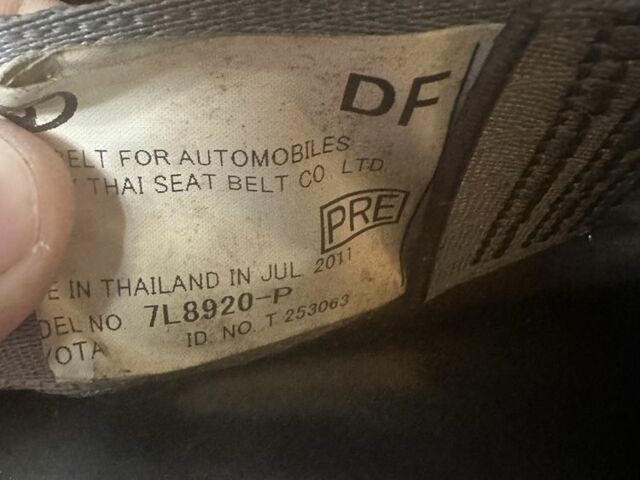 D DF
BELT FOR AUTOMOBILES
Y THAI SEAT BELT CO LTD
PRE
E IN THAILAND IN JUL 2011
DEL NO 7L8920-P
YOTA ID. NO. T 253063